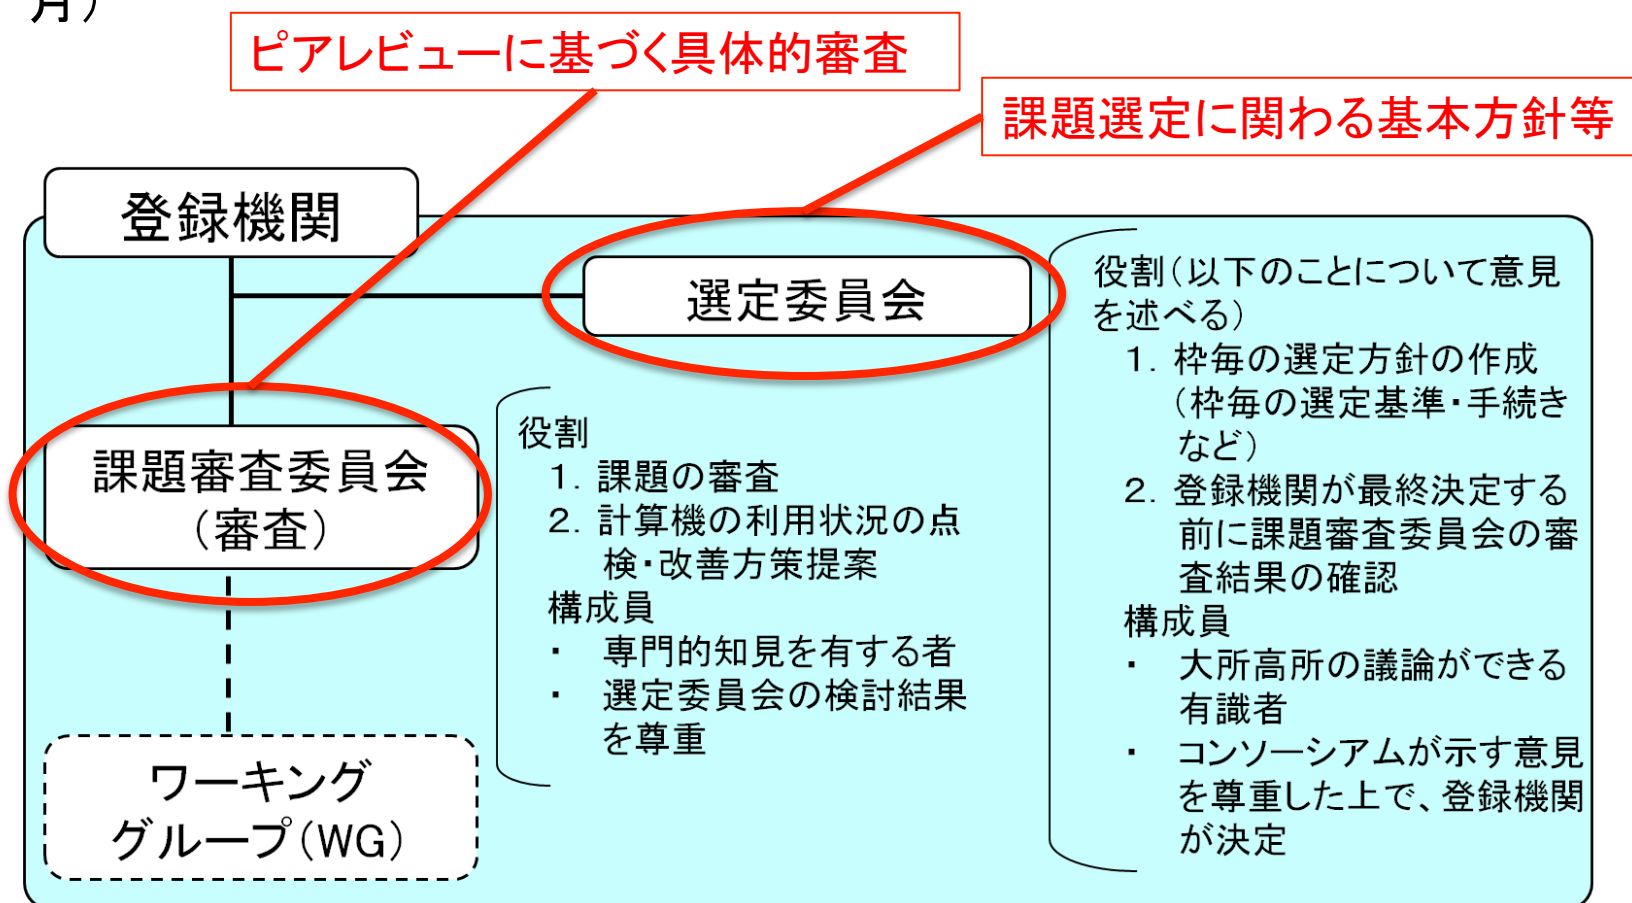 月）
ピアレビューに基づく具体的審査
課題選定に関わる基本方針等
登録機関
選定委員会
役割（以下のことについて意見
を述べる）
1．枠毎の選定方針の作成
（枠毎の選定基準・手続き
など）
2．登録機関が最終決定する
前に課題審査委員会の審
査結果の確認
構成員
・ 大所高所の議論ができる
有識者
・ コンソーシアムが示す意見
を尊重した上で、登録機関
が決定
課題審査委員会
（審査）
役割
1．課題の審査
2．計算機の利用状況の点
検・改善方策提案
構成員
・ 専門的知見を有する者
・ 選定委員会の検討結果
を尊重
ワーキング
グループ（WG）